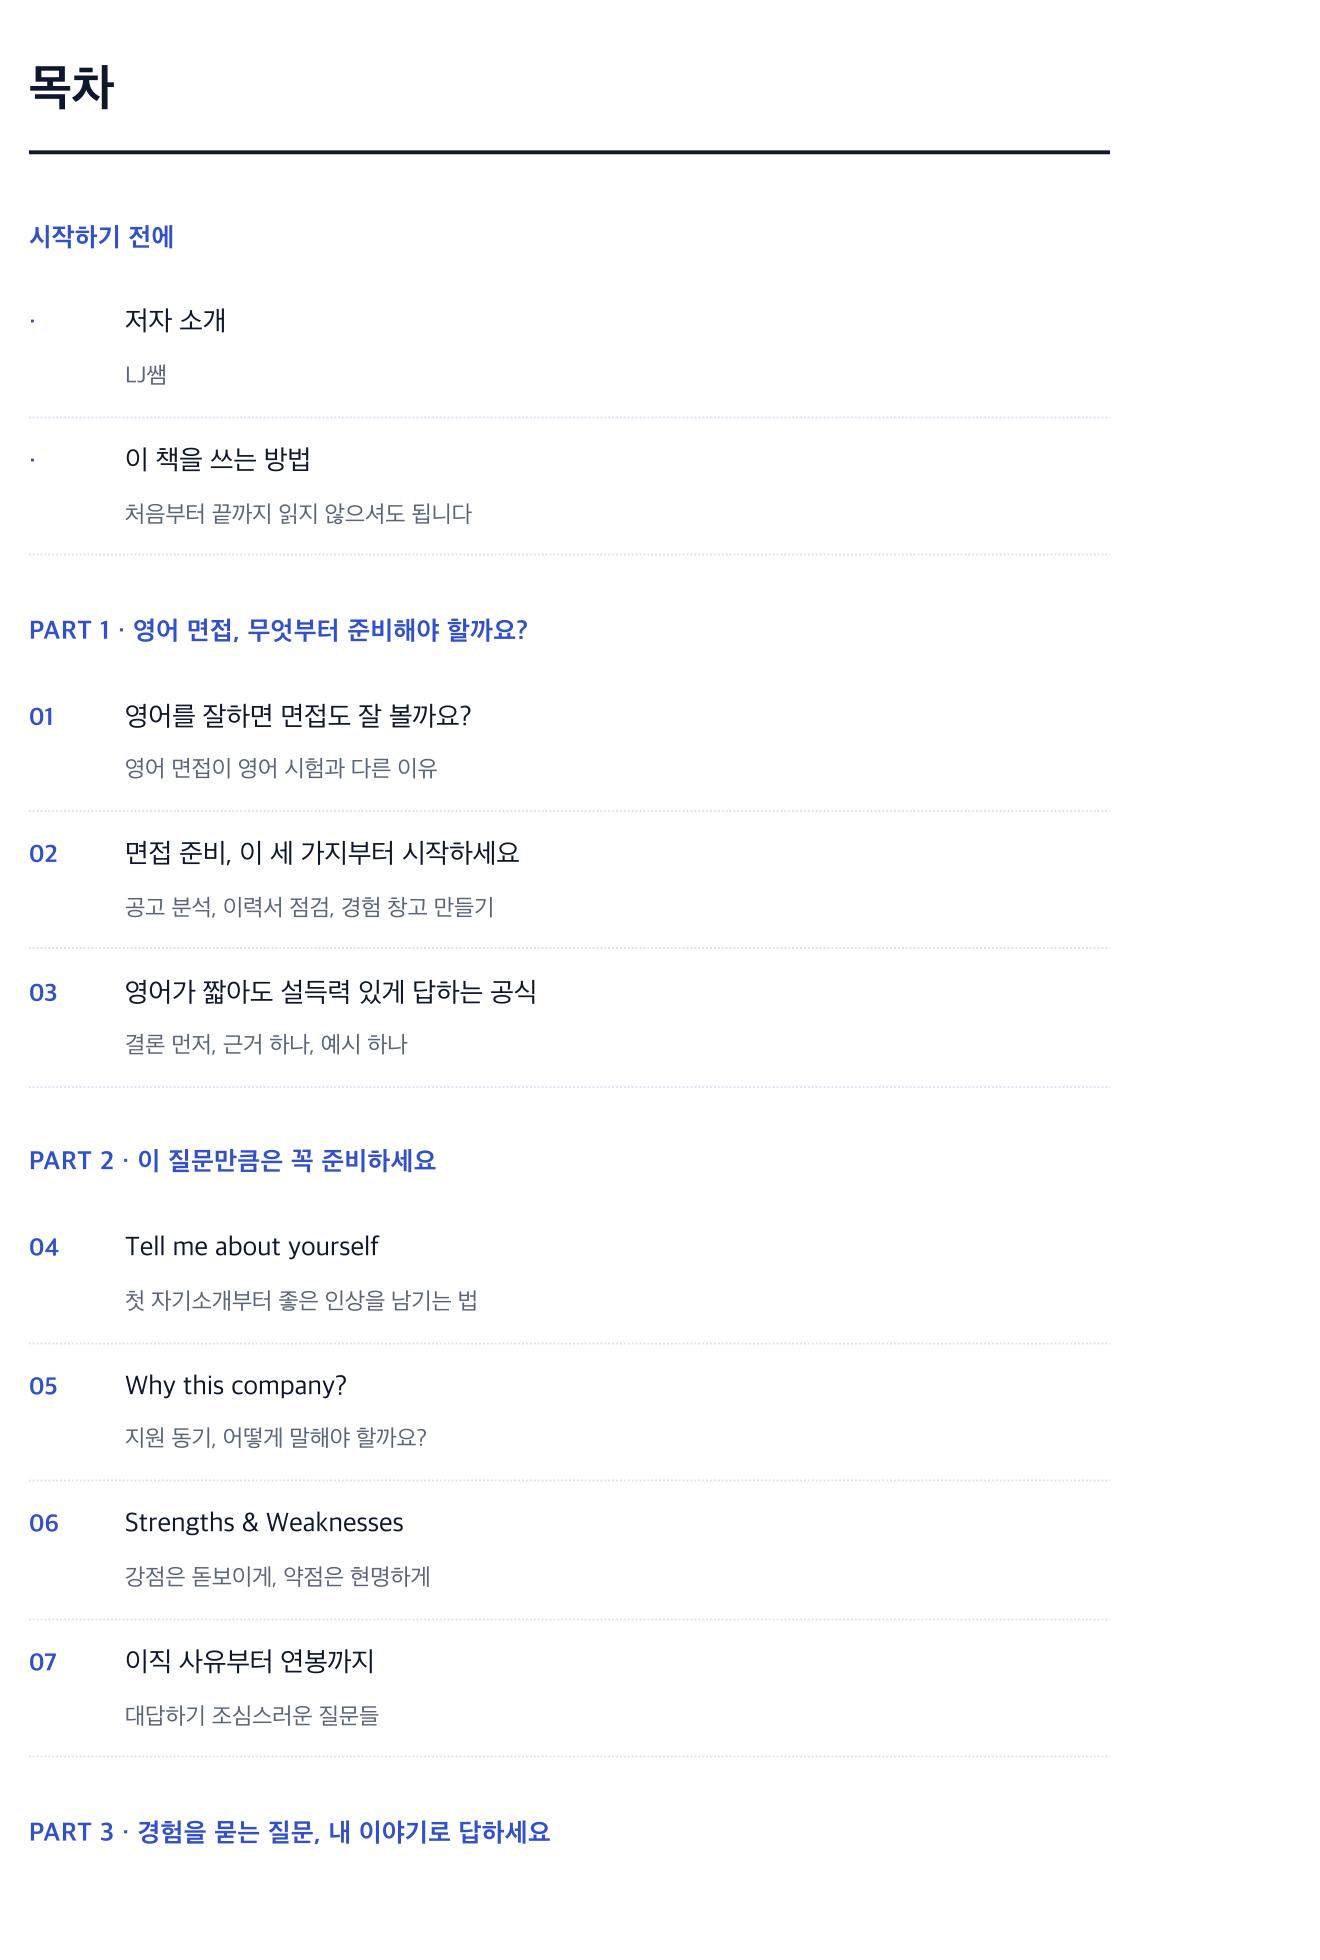 목차
시작하기 전에
· 저자 소개
LJ쌤
· 이 책을 쓰는 방법
처음부터 끝까지 읽지 않으셔도 됩니다
PART 1 · 영어 면접, 무엇부터 준비해야 할까요?
01 영어를 잘하면 면접도 잘 볼까요?
영어 면접이 영어 시험과 다른 이유
02 면접 준비, 이 세 가지부터 시작하세요
공고 분석, 이력서 점검, 경험 창고 만들기
03 영어가 짧아도 설득력 있게 답하는 공식
결론 먼저, 근거 하나, 예시 하나
PART 2 · 이 질문만큼은 꼭 준비하세요
04 Tell me about yourself
첫 자기소개부터 좋은 인상을 남기는 법
05 Why this company?
지원 동기, 어떻게 말해야 할까요?
06 Strengths & Weaknesses
강점은 돋보이게, 약점은 현명하게
07 이직 사유부터 연봉까지
대답하기 조심스러운 질문들
PART 3 · 경험을 묻는 질문, 내 이야기로 답하세요